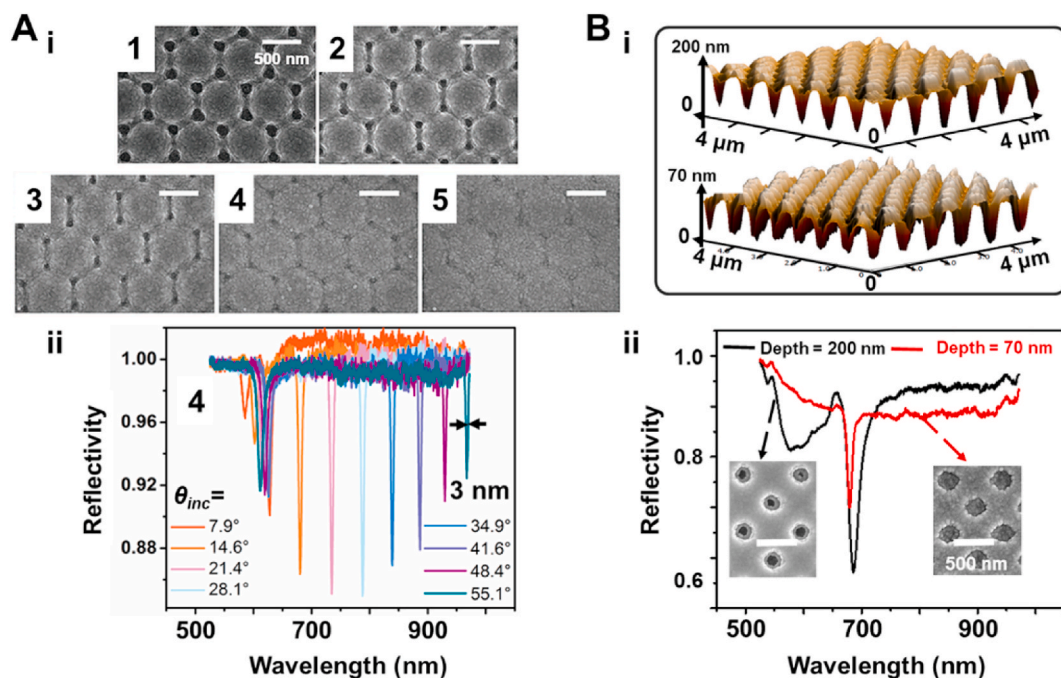 A
i
1
500 nm
2
3
4
5
ii
1.00
0.96
0.92
0.88
Reflectivity
4
3 nm
θinc=
7.9°
14.6°
21.4°
28.1°
34.9°
41.6°
48.4°
55.1°
500
700
900
Wavelength (nm)
B
i
200 nm
0
4 μm
0
4 μm
70 nm
0
4 μm
0
4 μm
ii
Depth = 200 nm
Depth = 70 nm
1.0
0.8
0.6
Reflectivity
500 nm
500
700
900
Wavelength (nm)